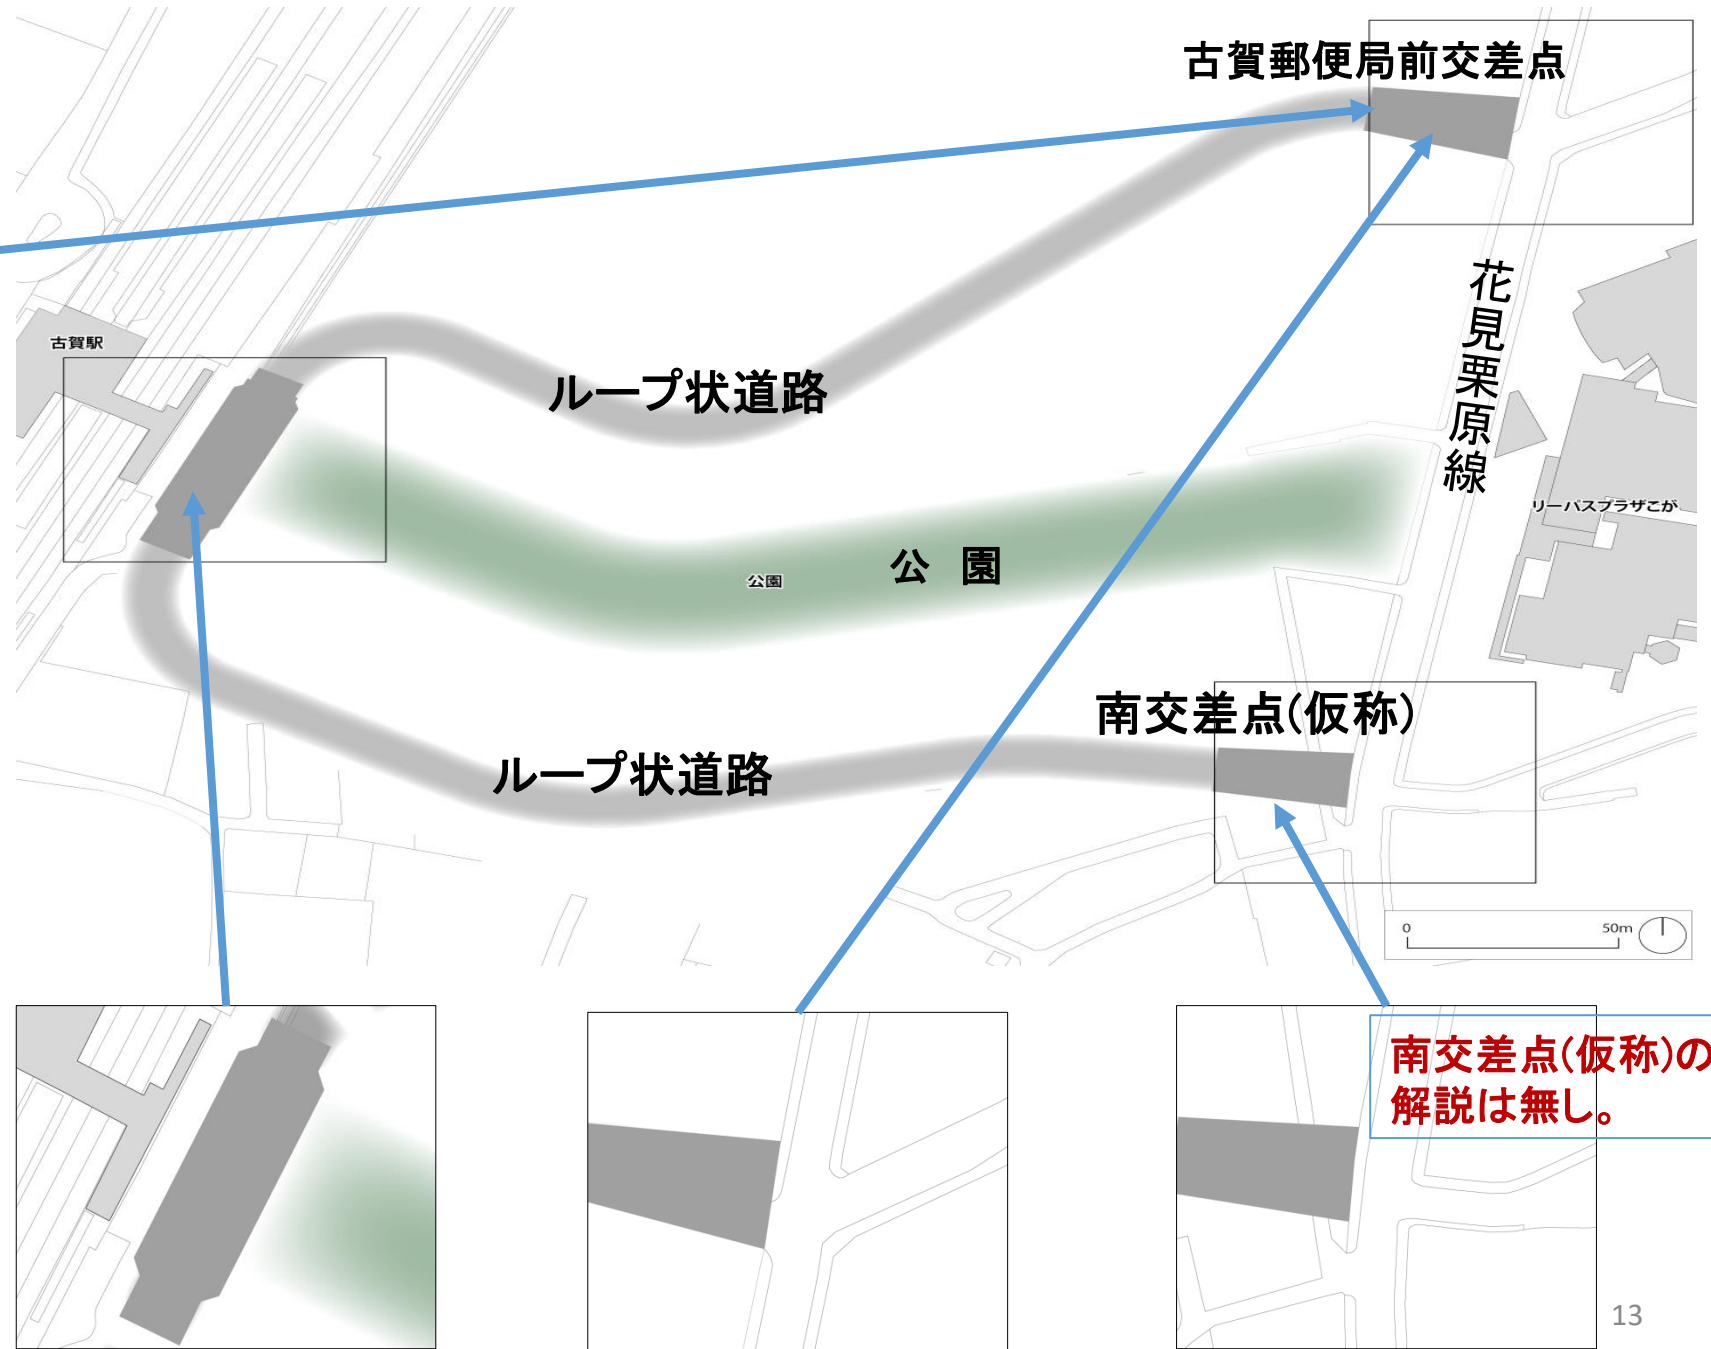 古賀郵便局前交差点
花見栗原線
古賀駅
ループ状道路
リーパスプラザこが
公園
公　園
南交差点(仮称)
ループ状道路
0 50m
南交差点(仮称)の
解説は無し。
13